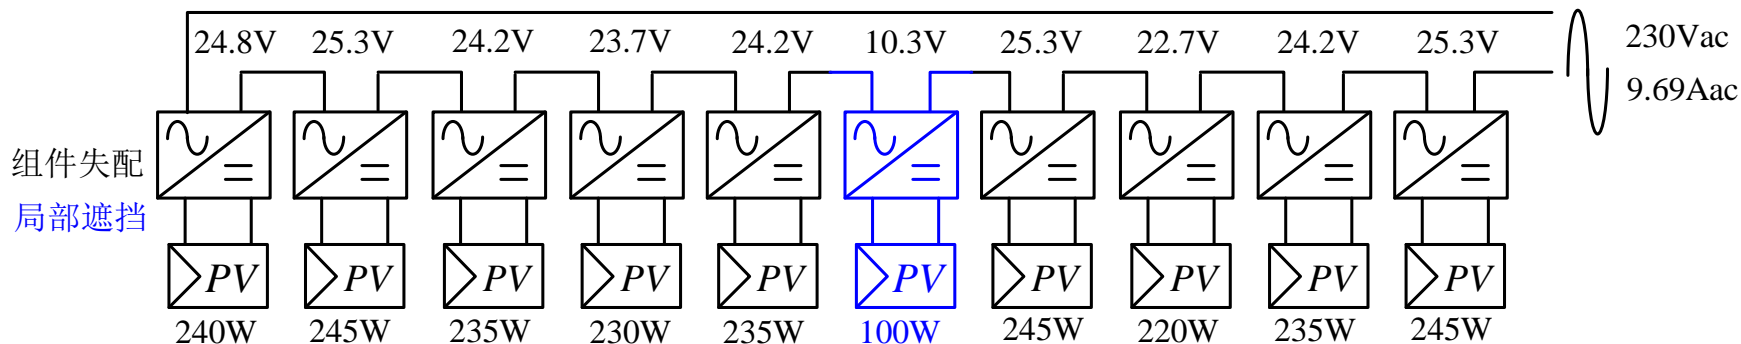 24.8V 25.3V 24.2V 23.7V 24.2V 10.3V 25.3V 22.7V 24.2V 25.3V
230Vac
9.69Aac
组件失配
局部遮挡
PV PV PV PV PV PV PV PV PV PV
240W 245W 235W 230W 235W 100W 245W 220W 235W 245W